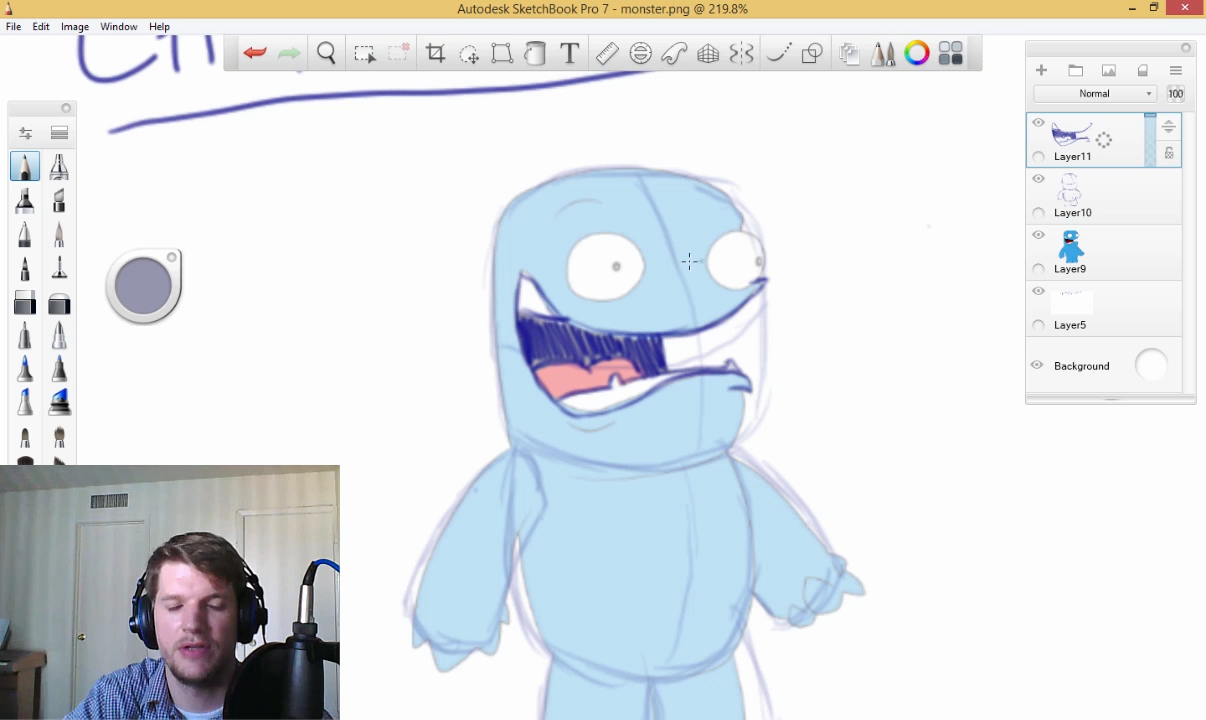 Autodesk SketchBook Pro 7 - monster.png @ 219.8%
File Edit Image Window Help
T
Normal 100
Layer11
Layer10
Layer9
Layer5
Background